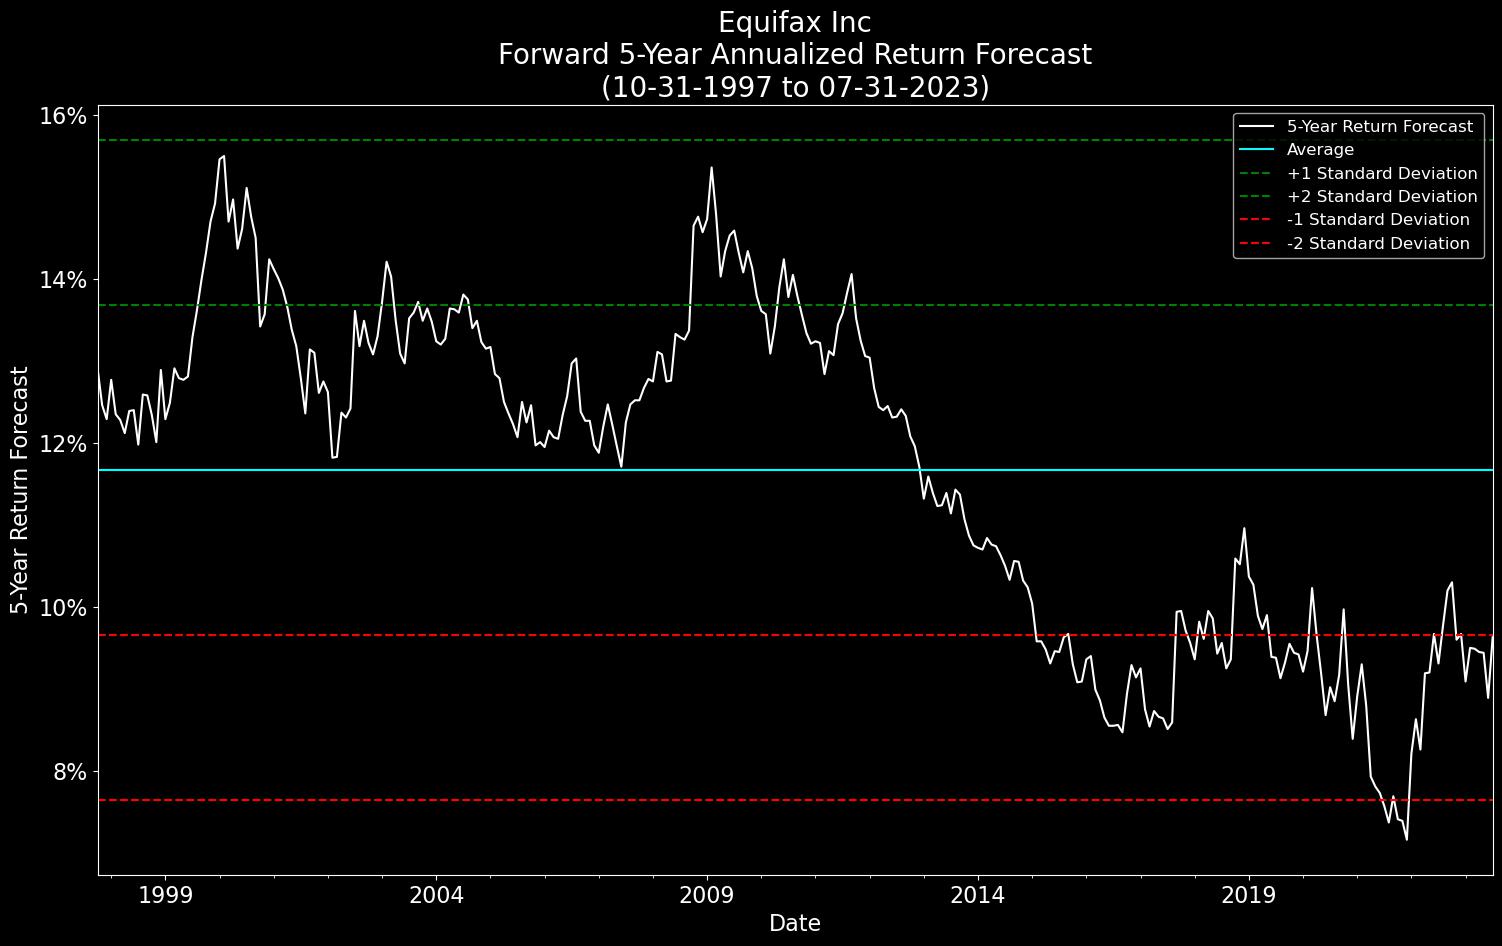 Equifax Inc
Forward 5-Year Annualized Return Forecast
(10-31-1997 to 07-31-2023)
16%
14%
12%
10%
8%
5-Year Return Forecast
5-Year Return Forecast
Average
+1 Standard Deviation
+2 Standard Deviation
-1 Standard Deviation
-2 Standard Deviation
1999
2004
2009
2014
2019
Date